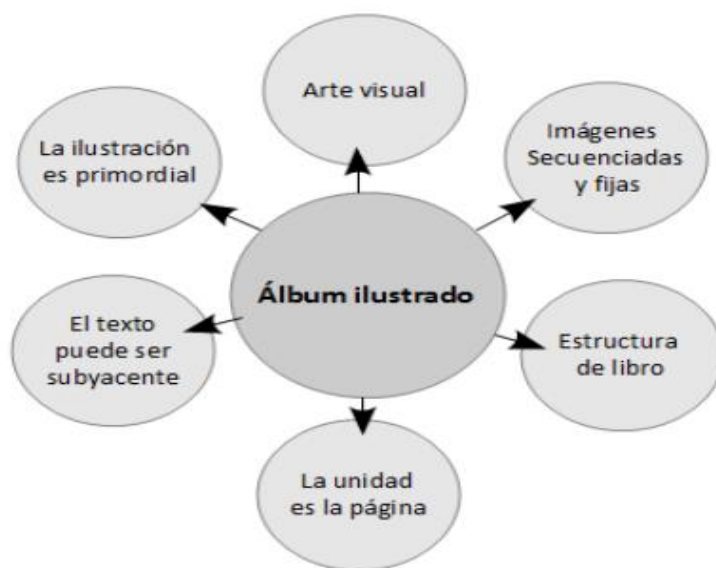 Arte visual
Imágenes
Secuenciadas
y fijas
La ilustración
es primordial
Álbum ilustrado
El texto
puede ser
subyacente
Estructura
de libro
La unidad
es la página